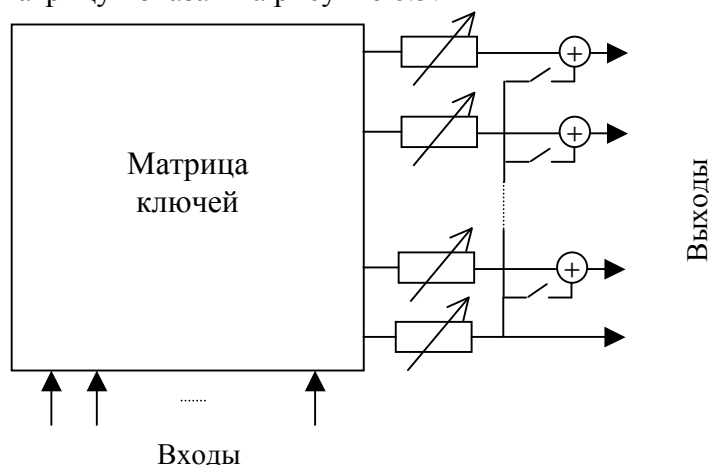 Матрица
ключей
Выходы
Входы